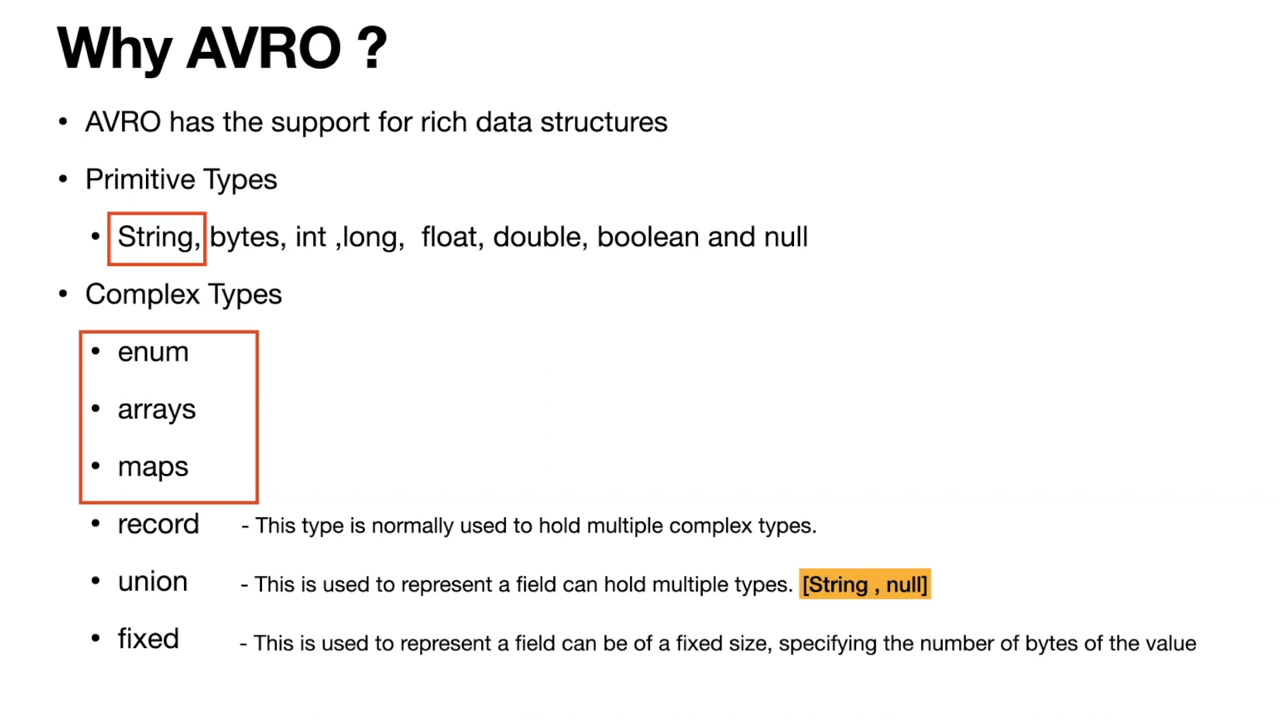 Why AVRO ?
• AVRO has the support for rich data structures
• Primitive Types
• String, bytes, int ,long, float, double, boolean and null
• Complex Types
• enum
• arrays
• maps
• record - This type is normally used to hold multiple complex types.
• union - This is used to represent a field can hold multiple types. [String , null]
• fixed - This is used to represent a field can be of a fixed size, specifying the number of bytes of the value